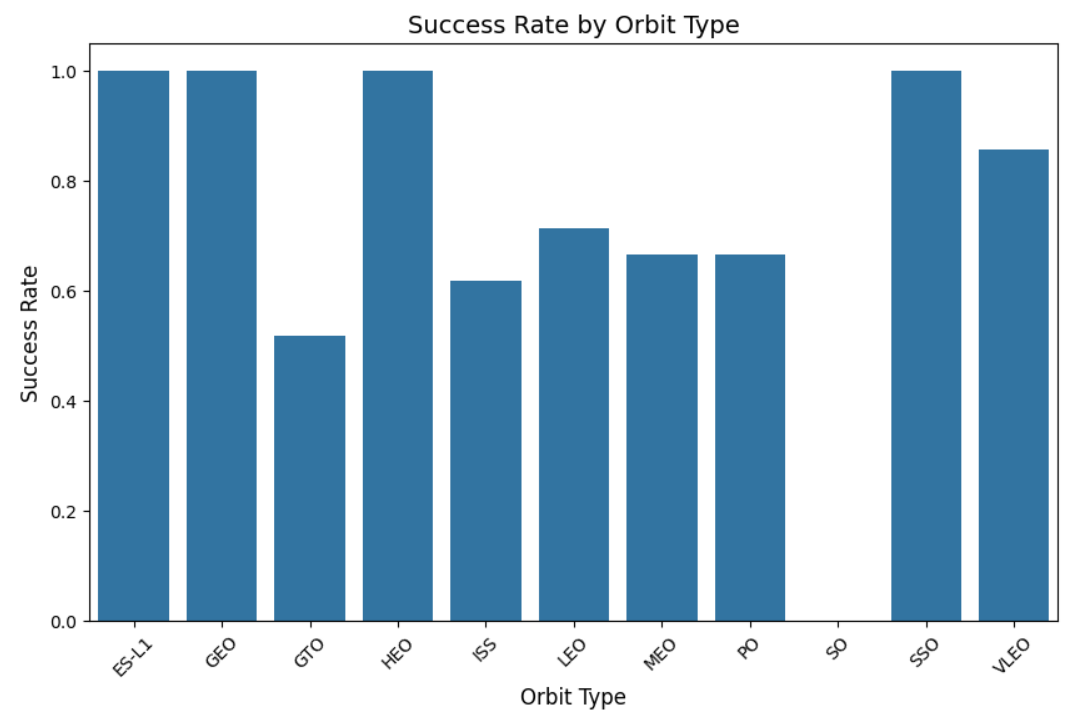 Success Rate by Orbit Type
Success Rate
1.0
0.8
0.6
0.4
0.2
0.0
ES-L1
GEO
GTO
HEO
ISS
LEO
MEO
PO
SO
SSO
VLEO
Orbit Type